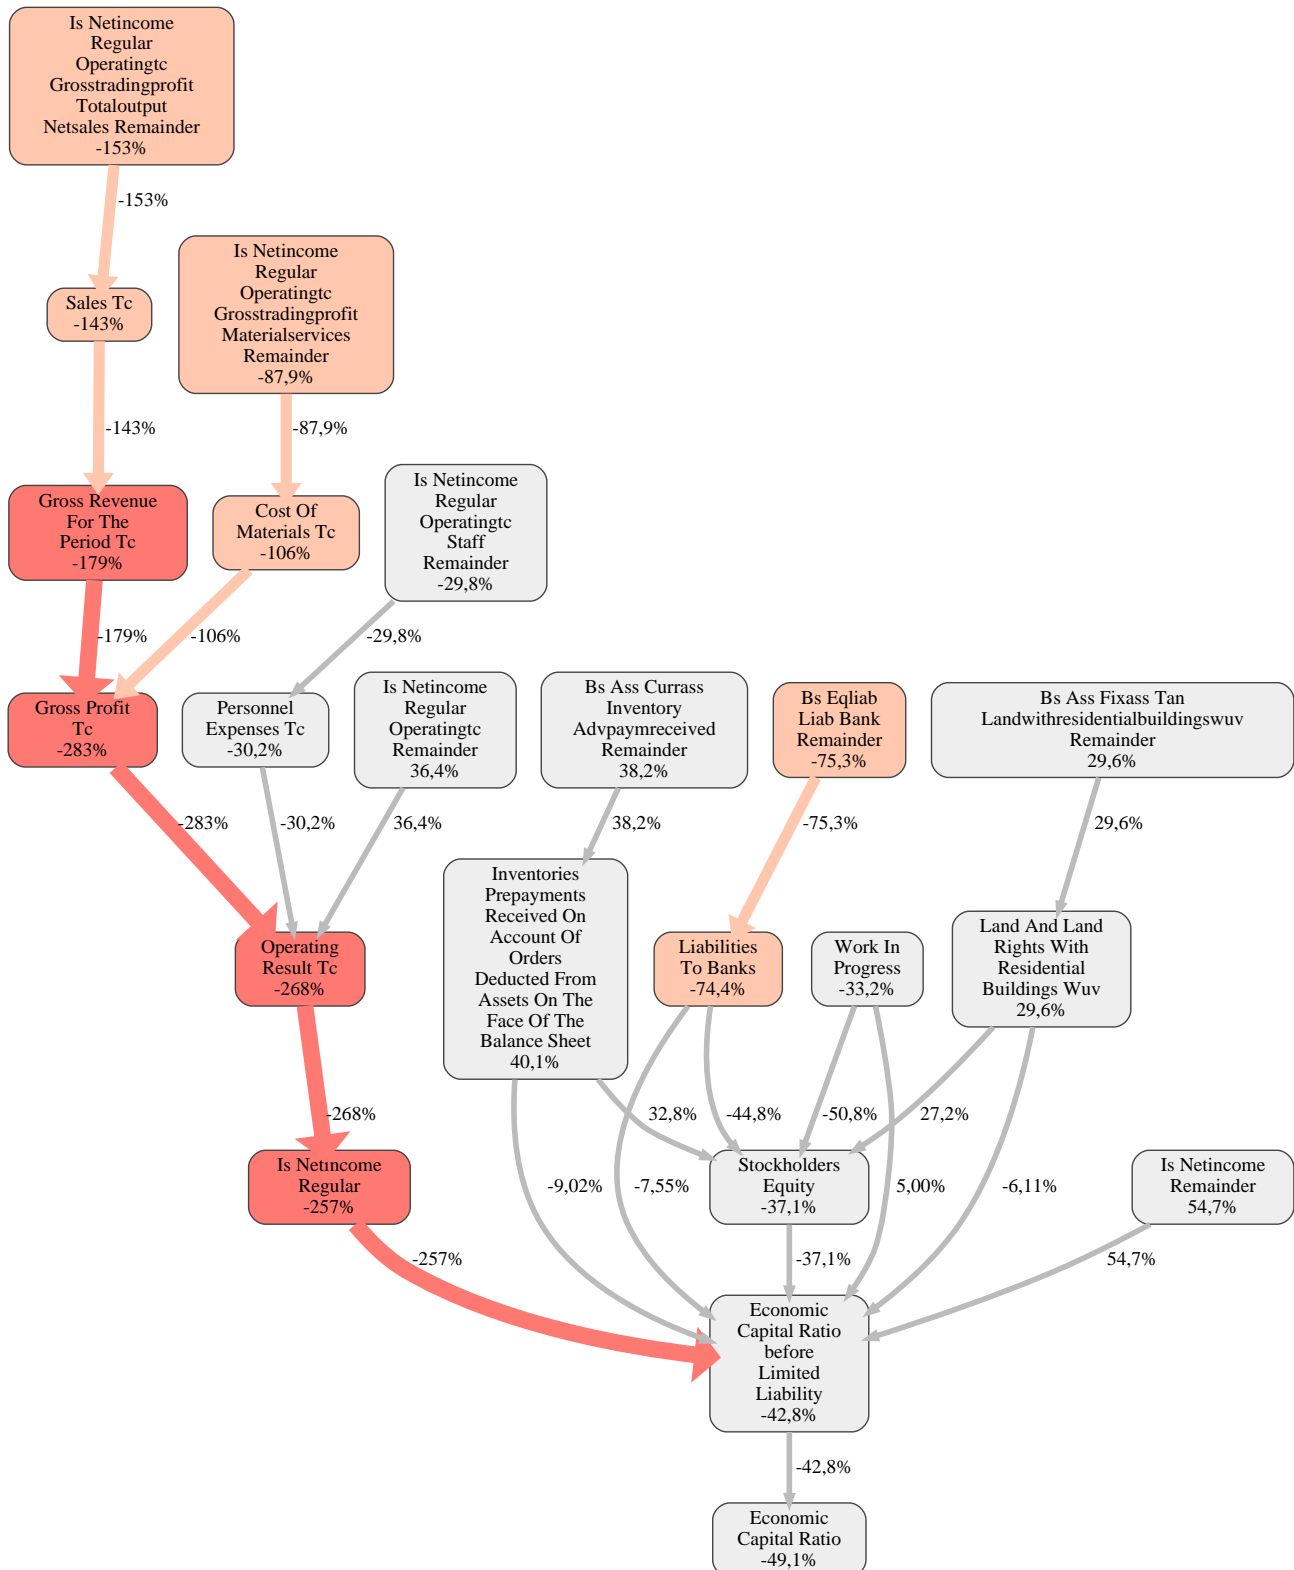 Is Netincome
Regular
Operatingtc
Grosstradingprofit
Totaloutput
Netsales Remainder
-153%
-153%
Is Netincome
Regular
Operatingtc
Grosstradingprofit
Materialservices
Remainder
-87,9%
Sales Tc
-143%
-143%
-87,9%
Is Netincome
Regular
Operatingtc
Staff
Remainder
-29,8%
Gross Revenue
For The
Period Tc
-179%
Cost Of
Materials Tc
-106%
-179%
-106%
-29,8%
Gross Profit
Tc
-283%
Personnel
Expenses Tc
-30,2%
Is Netincome
Regular
Operatingtc
Remainder
36,4%
Bs Ass Currass
Inventory
Advpaymreceived
Remainder
38,2%
Bs Eqliab
Liab Bank
Remainder
-75,3%
Bs Ass Fixass Tan
Landwithresidentialbuildingswuv
Remainder
29,6%
-283%
-30,2%
36,4%
38,2%
-75,3%
29,6%
Inventories
Prepayments
Received On
Account Of
Orders
Deducted From
Assets On The
Face Of The
Balance Sheet
40,1%
Operating
Result Tc
-268%
Liabilities
To Banks
-74,4%
Work In
Progress
-33,2%
Land And Land
Rights With
Residential
Buildings Wuv
29,6%
-268%
32,8%
-44,8%
-50,8%
27,2%
Is Netincome
Regular
-257%
-9,02%
-7,55%
Stockholders
Equity
-37,1%
5,00%
-6,11%
Is Netincome
Remainder
54,7%
-257%
-37,1%
54,7%
Economic
Capital Ratio
before
Limited
Liability
-42,8%
-42,8%
Economic
Capital Ratio
-49,1%